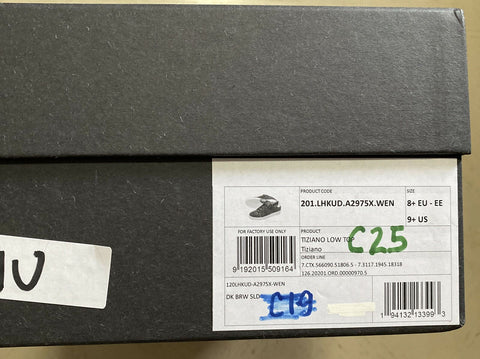 PRODUCT CODE
201.LHKUD.A2975X.WEN
SIZE
8+ EU - EE
9+ US
FOR FACTORY USE ONLY
PRODUCT
TIZIANO LOW TOP
Tiziano
C25
ORDER LINE
7.CTX.566090.51806.5 - 7.3117.1945.18318
126.20201.ORD.00000970.5
9 192015 509164
120LHKUD-A2975X-WEN
DK BRW SLD
C19
1 94132 13399 3